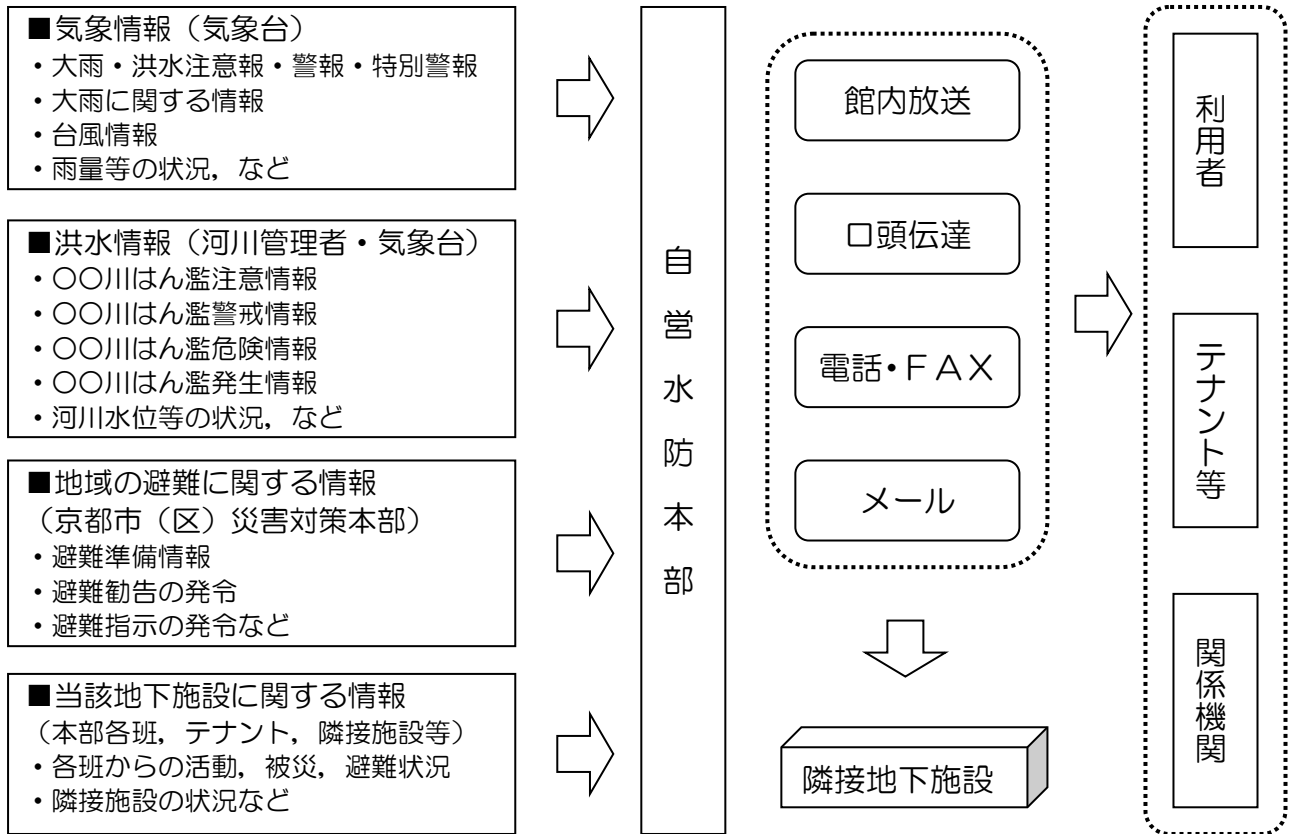 ■気象情報（気象台）
・大雨・洪水注意報・警報・特別警報
・大雨に関する情報
・台風情報
・雨量等の状況，など
■洪水情報（河川管理者・気象台）
・〇〇川はん濫注意情報
・〇〇川はん濫警戒情報
・〇〇川はん濫危険情報
・〇〇川はん濫発生情報
・河川水位等の状況，など
■地域の避難に関する情報
（京都市（区）災害対策本部）
・避難準備情報
・避難勧告の発令
・避難指示の発令など
■当該地下施設に関する情報
（本部各班，テナント，隣接施設等）
・各班からの活動，被災，避難状況
・隣接施設の状況など
自営水防本部
館内放送
口頭伝達
電話・ＦＡＸ
メール
隣接地下施設
利用者
テナント等
関係機関